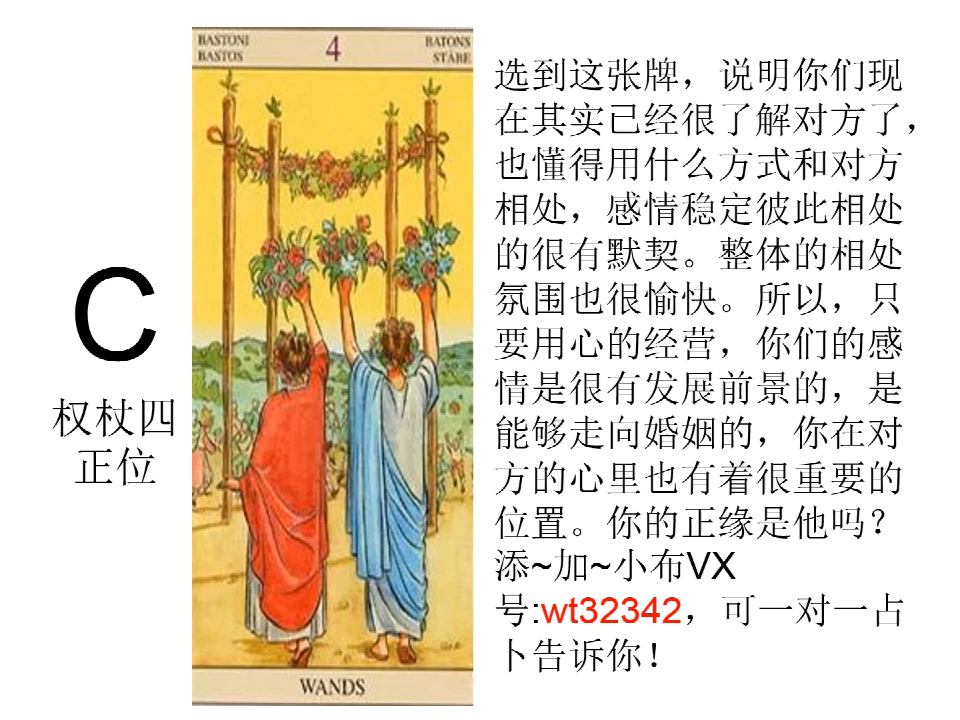 C
权杖四
正位
BASTONI
BASTOS
4
BATONS
STÄBE
WANDS
选到这张牌，说明你们现
在其实已经很了解对方了，
也懂得用什么方式和对方
相处，感情稳定彼此相处
的很有默契。整体的相处
氛围也很愉快。所以，只
要用心的经营，你们的感
情是很有发展前景的，是
能够走向婚姻的，你在对
方的心里也有着很重要的
位置。你的正缘是他吗？
添~加~小布VX
号:wt32342，可一对一占
卜告诉你！